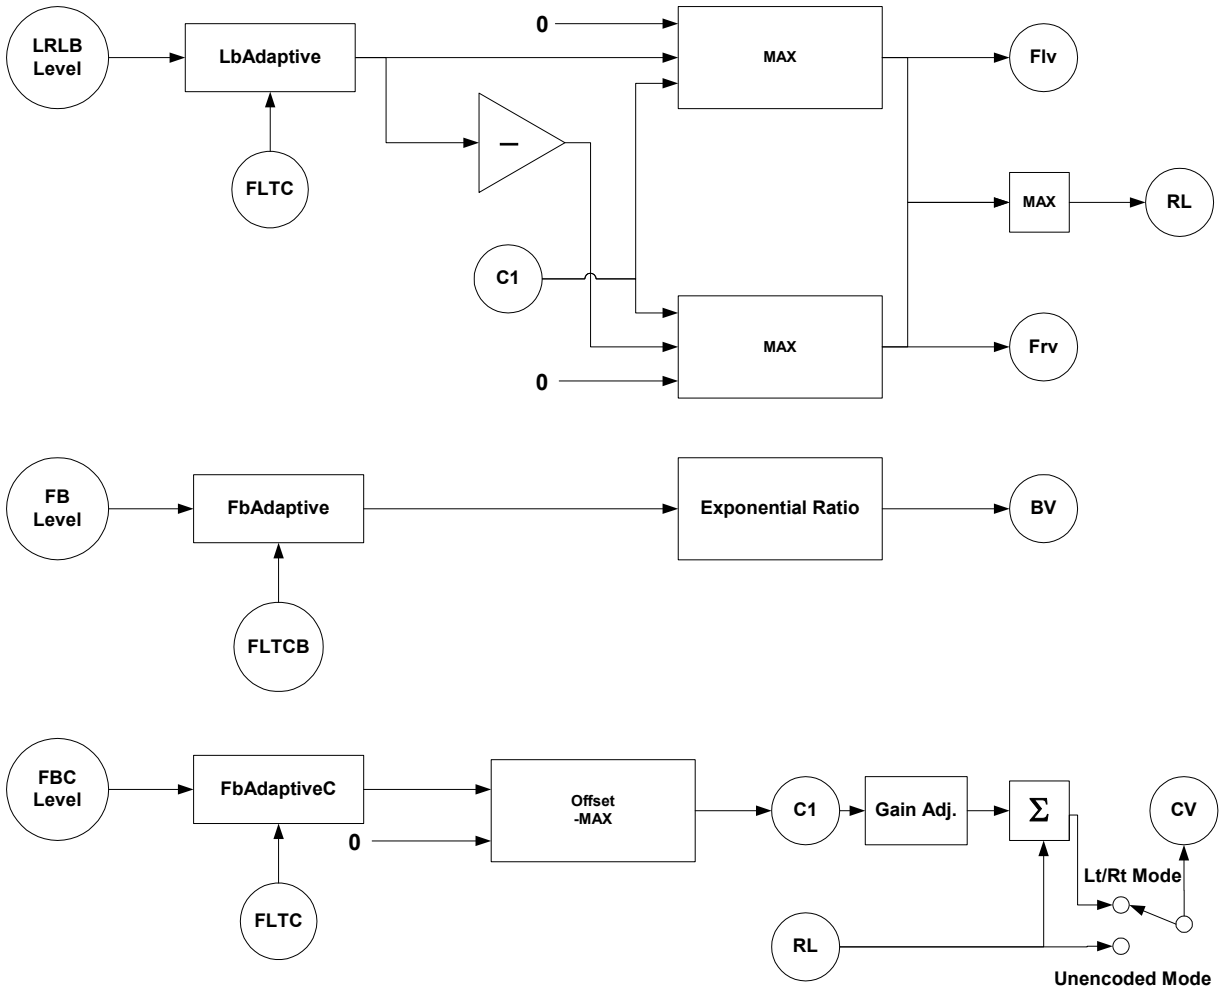 0
LRLB
Level
LbAdaptive
MAX
Flv
–
FLTC
MAX
RL
C1
MAX
Frv
0
FB
Level
FbAdaptive
Exponential Ratio
BV
FLTCB
FBC
Level
FbAdaptiveC
Offset
-MAX
C1
Gain Adj.
Σ
CV
0
Lt/Rt Mode
FLTC
RL
Unencoded Mode